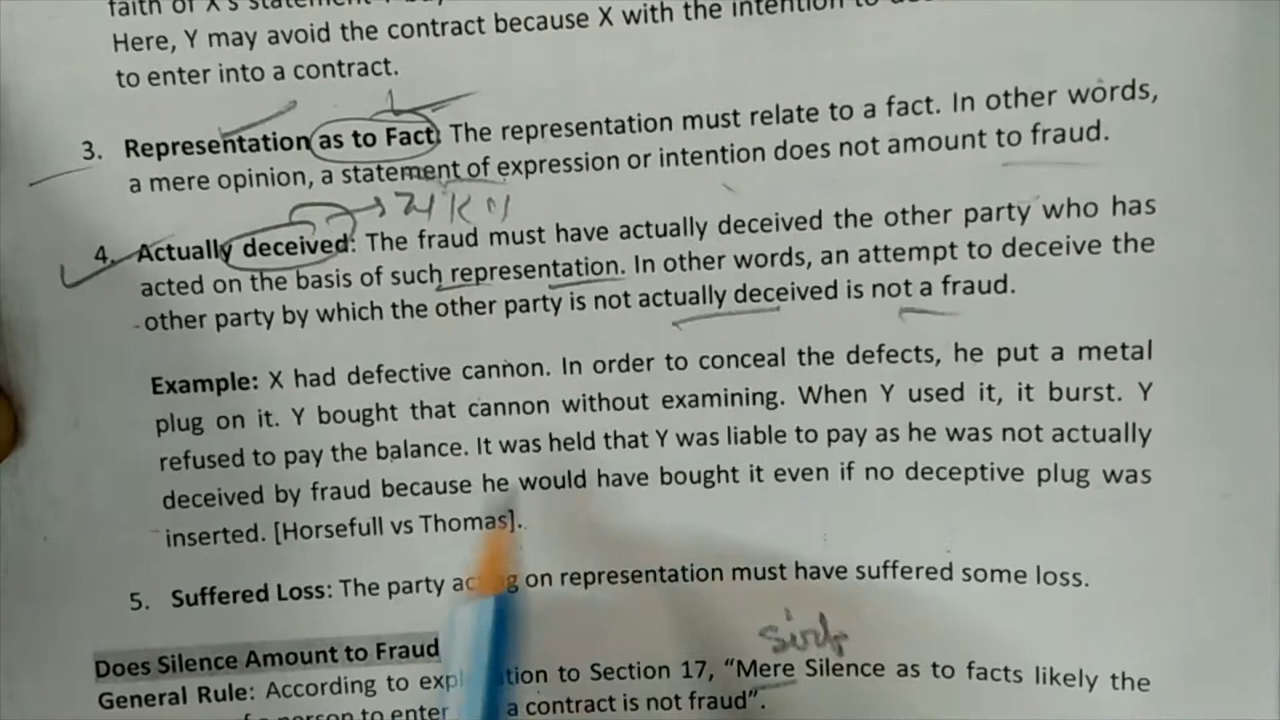 faith of X's statement
Here, Y may avoid the contract because X with the intention to
to enter into a contract.
3. Representation as to Fact: The representation must relate to a fact. In other words,
a mere opinion, a statement of expression or intention does not amount to fraud.
4. Actually deceived: The fraud must have actually deceived the other party who has
acted on the basis of such representation. In other words, an attempt to deceive the
other party by which the other party is not actually deceived is not a fraud.
Example: X had defective cannon. In order to conceal the defects, he put a metal
plug on it. Y bought that cannon without examining. When Y used it, it burst. Y
refused to pay the balance. It was held that Y was liable to pay as he was not actually
deceived by fraud because he would have bought it even if no deceptive plug was
inserted. [Horsefull vs Thomas].
5. Suffered Loss: The party on representation must have suffered some loss.
Does Silence Amount to Fraud
General Rule: According to to Section 17, “Mere Silence as to facts likely the
person to enter a contract is not fraud”.